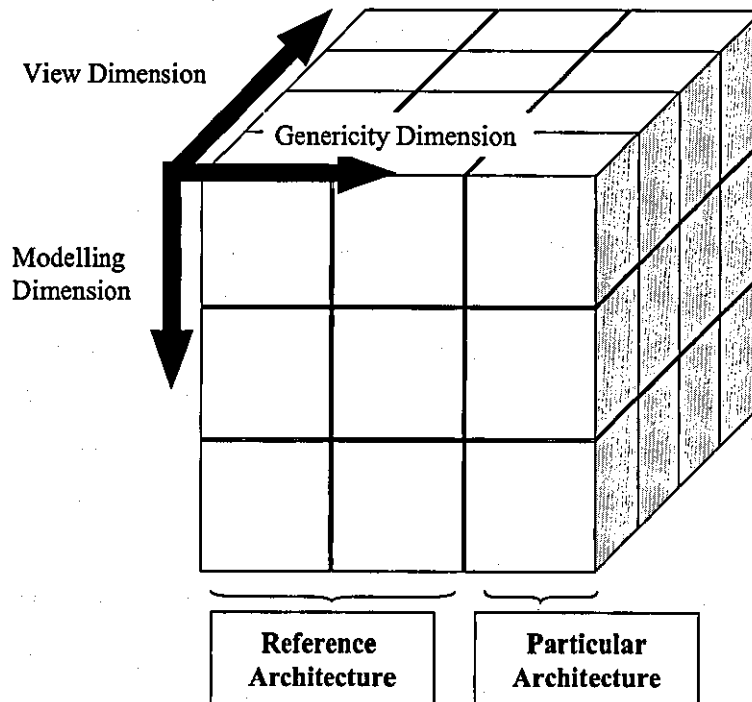 View Dimension
Genericity Dimension
Modelling
Dimension
Reference
Architecture
Particular
Architecture